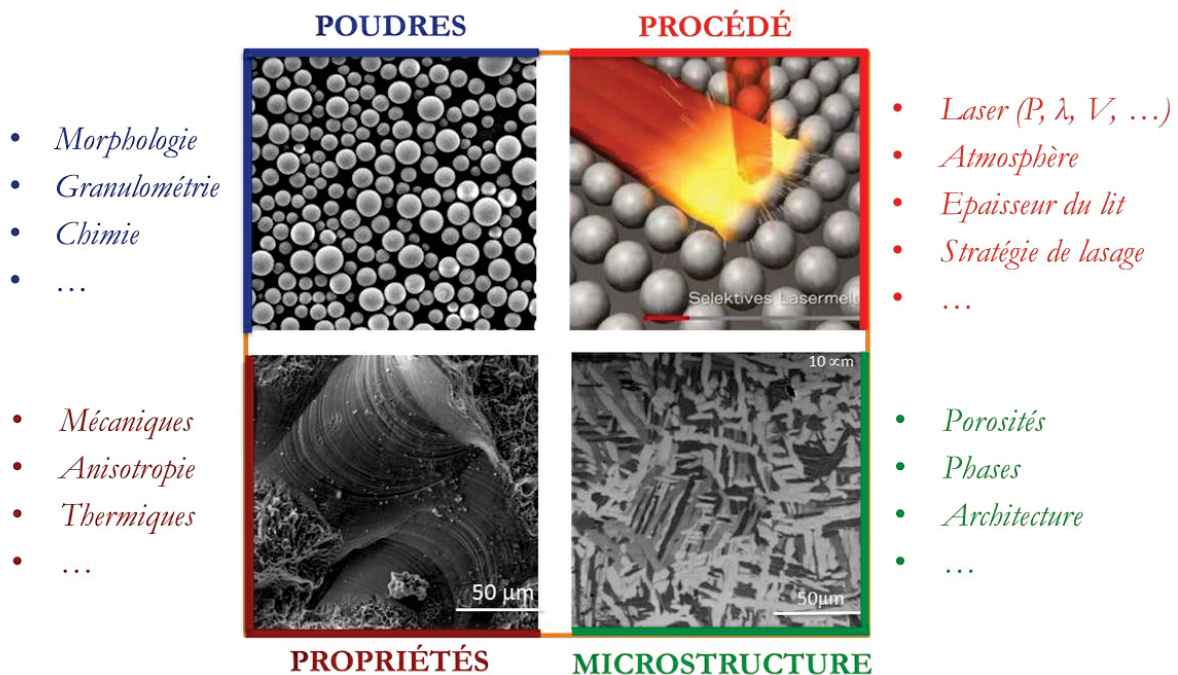 POUDRES
• Morphologie
• Granulométrie
• Chimie
• …
PROCÉDÉ
Selektives Lasermelt
• Laser (P, λ, V, …)
• Atmosphère
• Epaisseur du lit
• Stratégie de lasage
• …
• Mécaniques
• Anisotropie
• Thermiques
• …
50 µm
PROPRIÉTÉS
10 ∝m
50µm
MICROSTRUCTURE
• Porosités
• Phases
• Architecture
• …